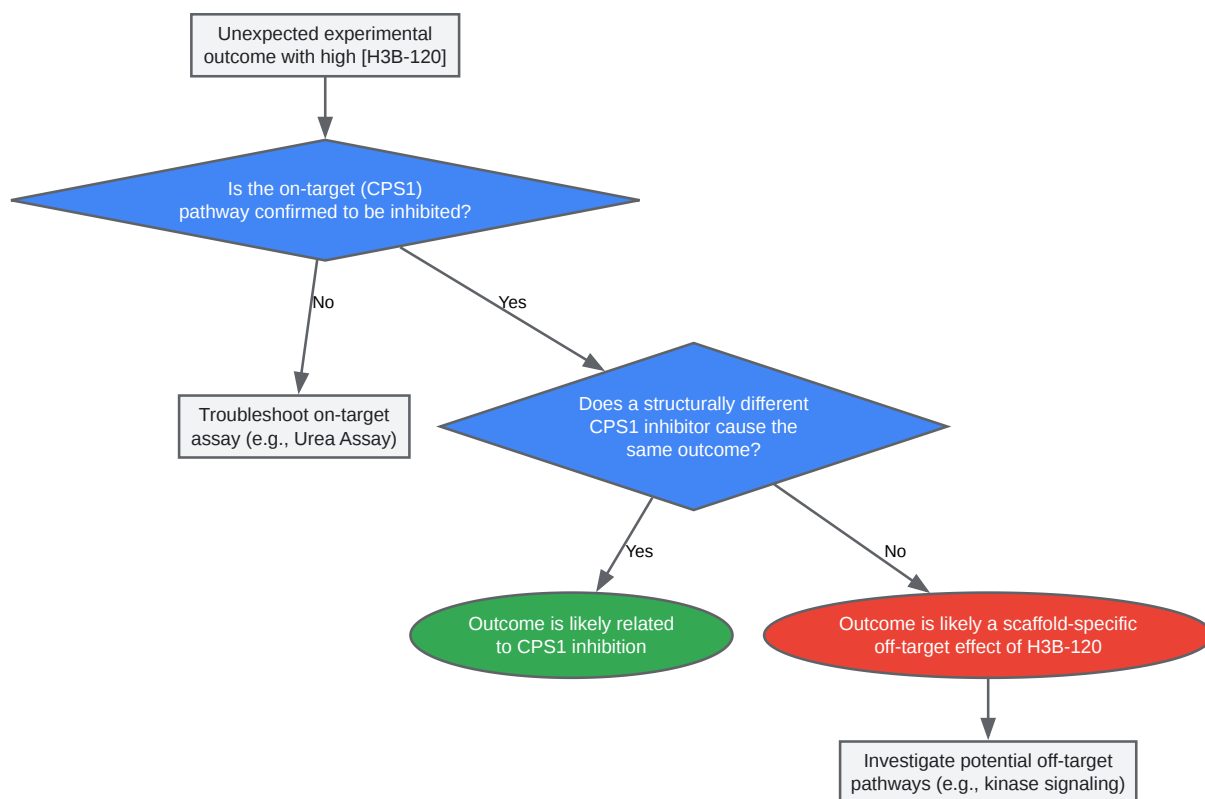 Unexpected experimental
outcome with high [H3B-120]
Is the on-target (CPS1)
pathway confirmed to be inhibited?
No
Yes
Troubleshoot on-target
assay (e.g., Urea Assay)
Does a structurally different
CPS1 inhibitor cause the
same outcome?
Yes
No
Outcome is likely related
to CPS1 inhibition
Outcome is likely a scaffold-specific
off-target effect of H3B-120
Investigate potential off-target
pathways (e.g., kinase signaling)